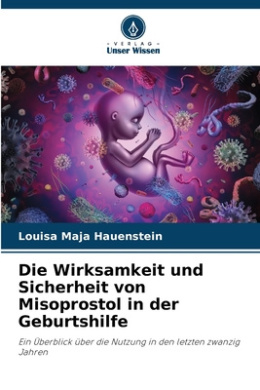 VERLAG
Unser Wissen
Louisa Maja Hauenstein
Die Wirksamkeit und
Sicherheit von
Misoprostol in der
Geburtshilfe
Ein Überblick über die Nutzung in den letzten zwanzig
Jahren